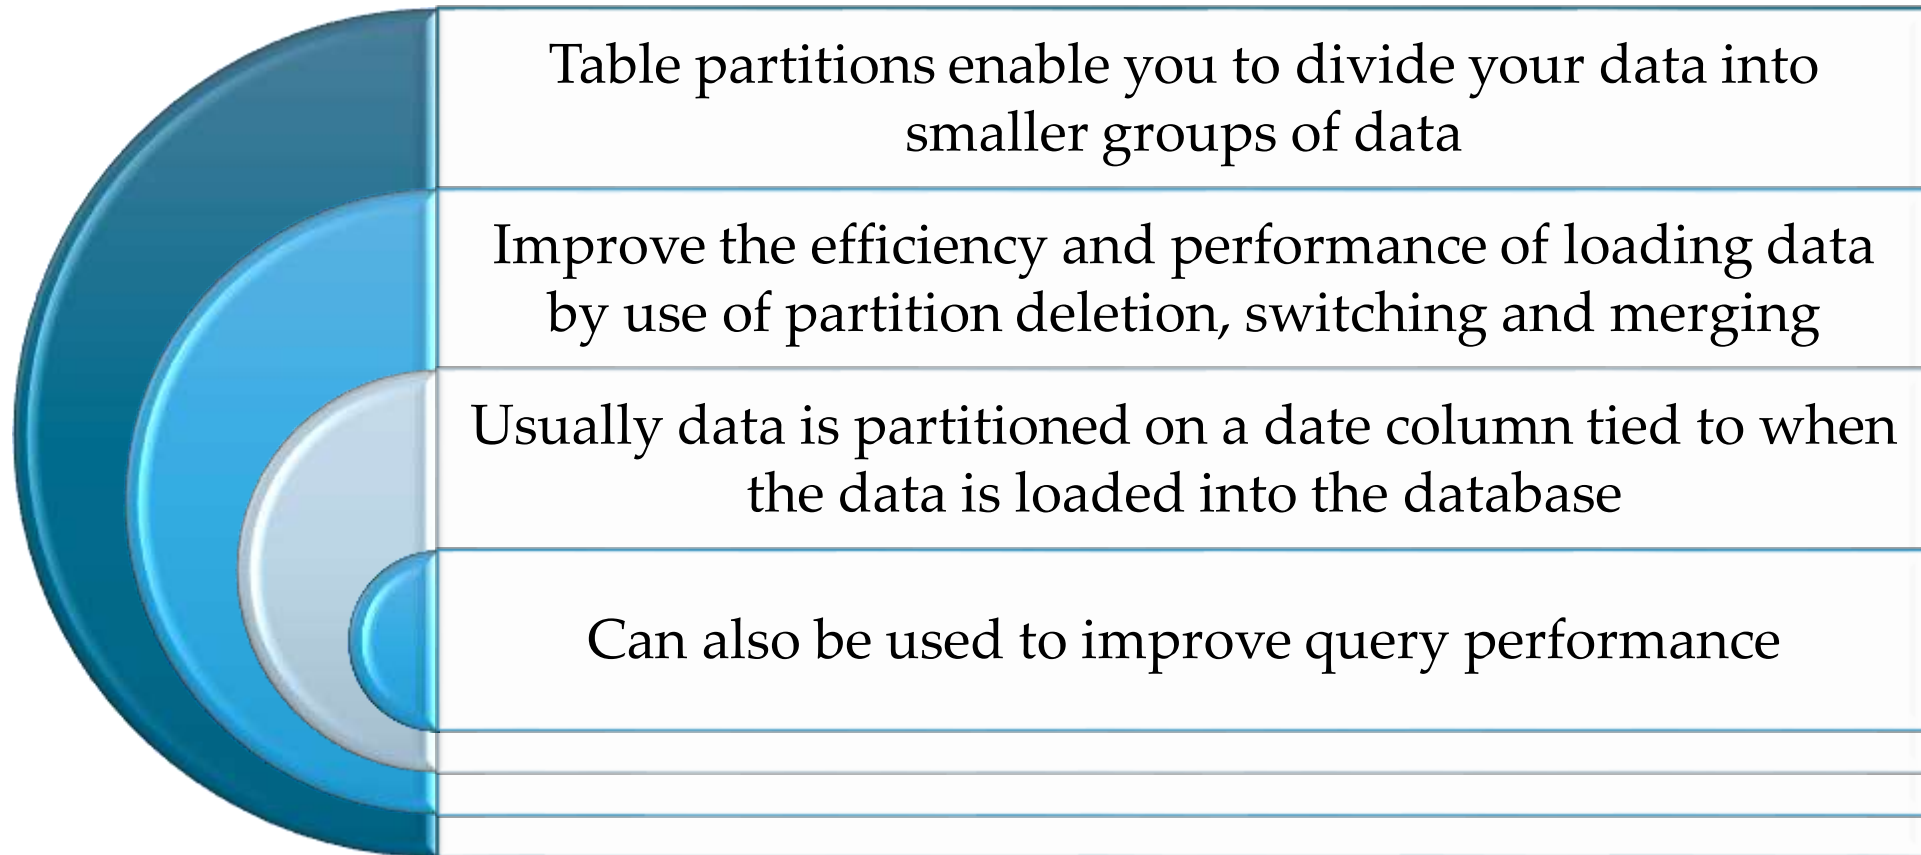 Table partitions enable you to divide your data into
smaller groups of data
Improve the efficiency and performance of loading data
by use of partition deletion, switching and merging
Usually data is partitioned on a date column tied to when
the data is loaded into the database
Can also be used to improve query performance